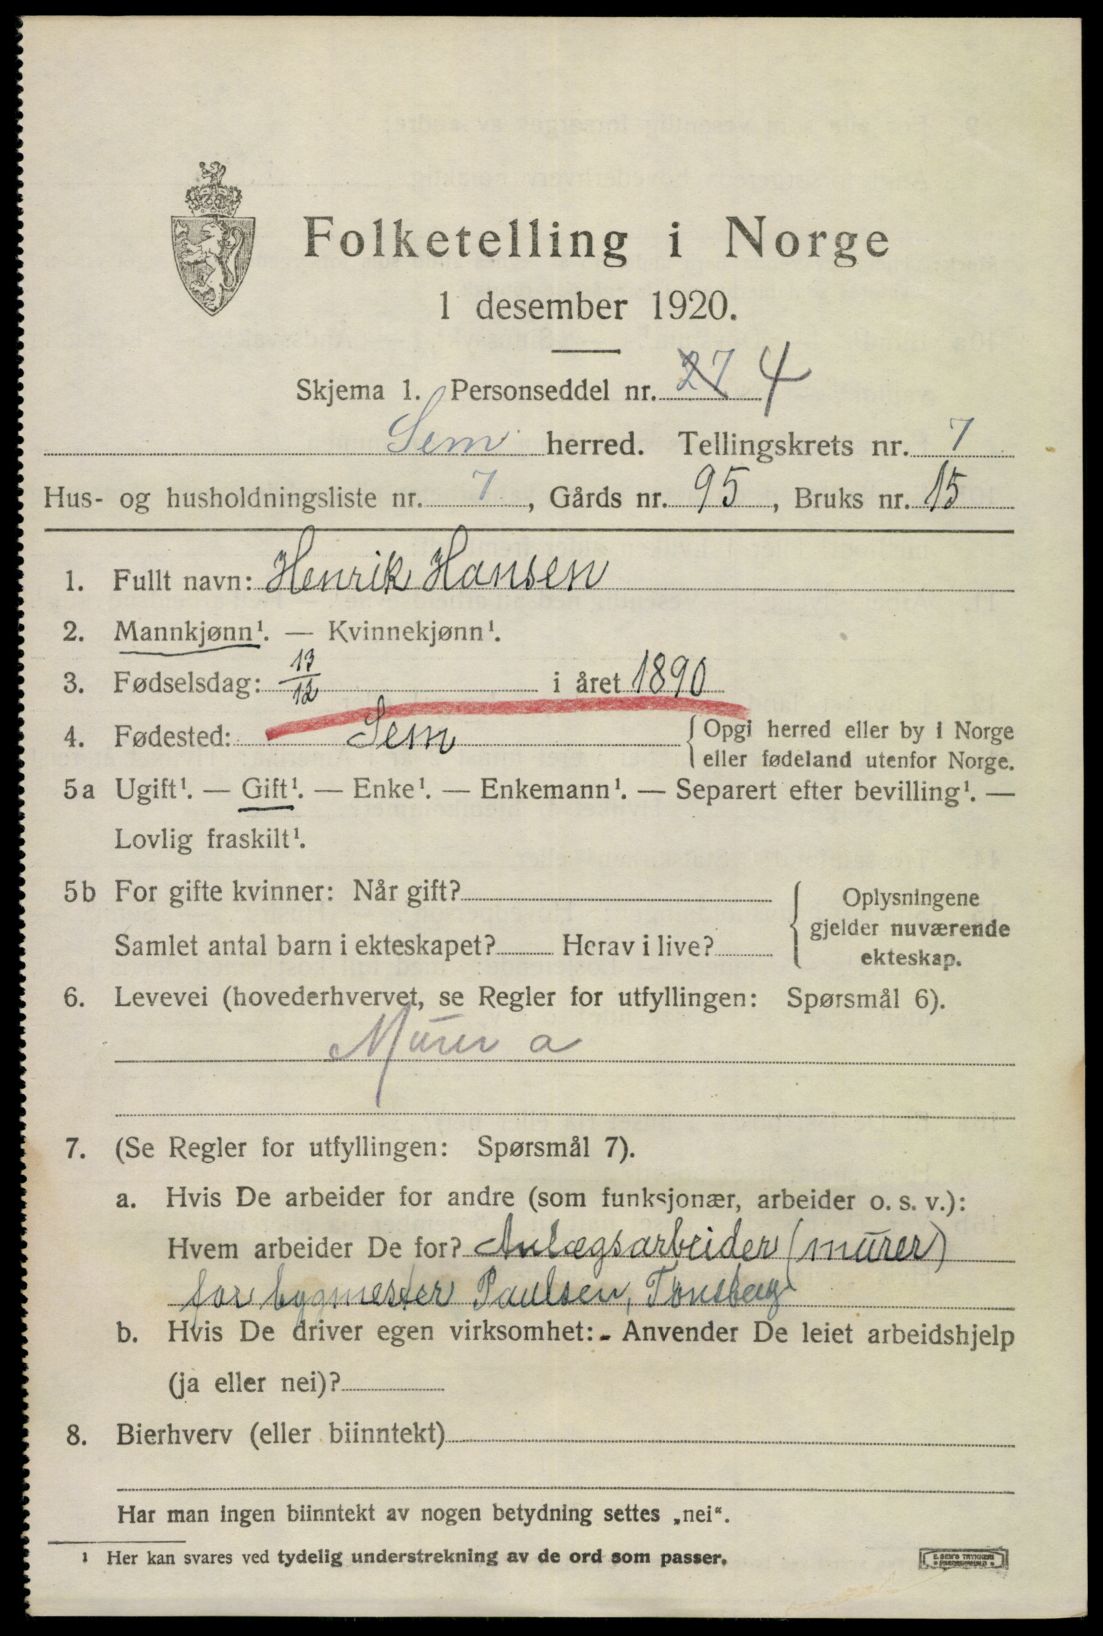 Folketelling i Norge
1 desember 1920.
Skjema 1. Personseddel nr. 27 4
Sem herred. Tellingskrets nr. 7
Hus- og husholdningsliste nr. 7, Gårds nr. 95, Bruks nr. 15
1. Fullt navn: Henrik Hansen
2. Mannkjønn¹. — Kvinnekjønn¹.
3. Fødselsdag: 13/12 i året 1890
4. Fødested: Sem { Opgi herred eller by i Norge
eller fødeland utenfor Norge.
5a Ugift¹. — Gift¹. — Enke¹. — Enkemann¹. — Separert efter bevilling¹. —
Lovlig fraskilt¹.
5b For gifte kvinner: Når gift? { Oplysningene
gjelder nuværende
Samlet antal barn i ekteskapet? Herav i live? ekteskap.
6. Levevei (hovederhvervet, se Regler for utfyllingen: Spørsmål 6).
Murer a
7. (Se Regler for utfyllingen: Spørsmål 7).
a. Hvis De arbeider for andre (som funksjonær, arbeider o. s. v.):
Hvem arbeider De for? Anlægsarbeider (murer)
for bygmester Paulsen, Tønsberg
b. Hvis De driver egen virksomhet: - Anvender De leiet arbeidshjelp
(ja eller nei)?
8. Bierhverv (eller biinntekt)
Har man ingen biinntekt av nogen betydning settes „nei“.
¹ Her kan svares ved tydelig understrekning av de ord som passer.